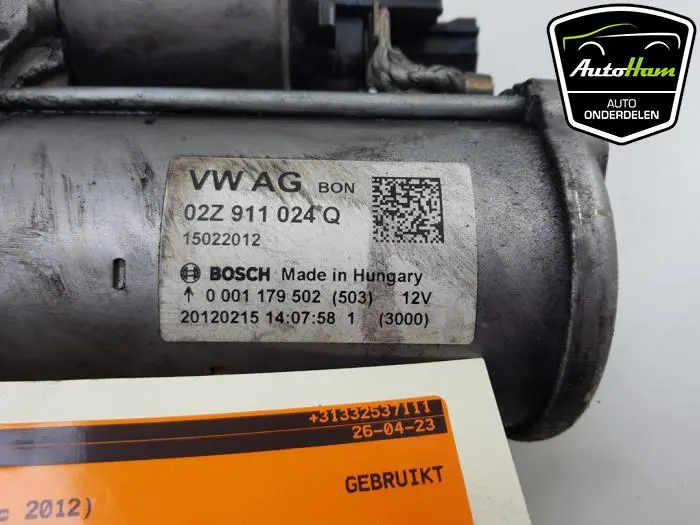 AutoHam
AUTO
ONDERDELEN
VW AG BON
02Z 911 024 Q
15022012
BOSCH Made in Hungary
0 001 179 502 (503) 12V
20120215 14:07:58 1 (3000)
+31332537111
26-04-23
GEBRUIKT
2012)